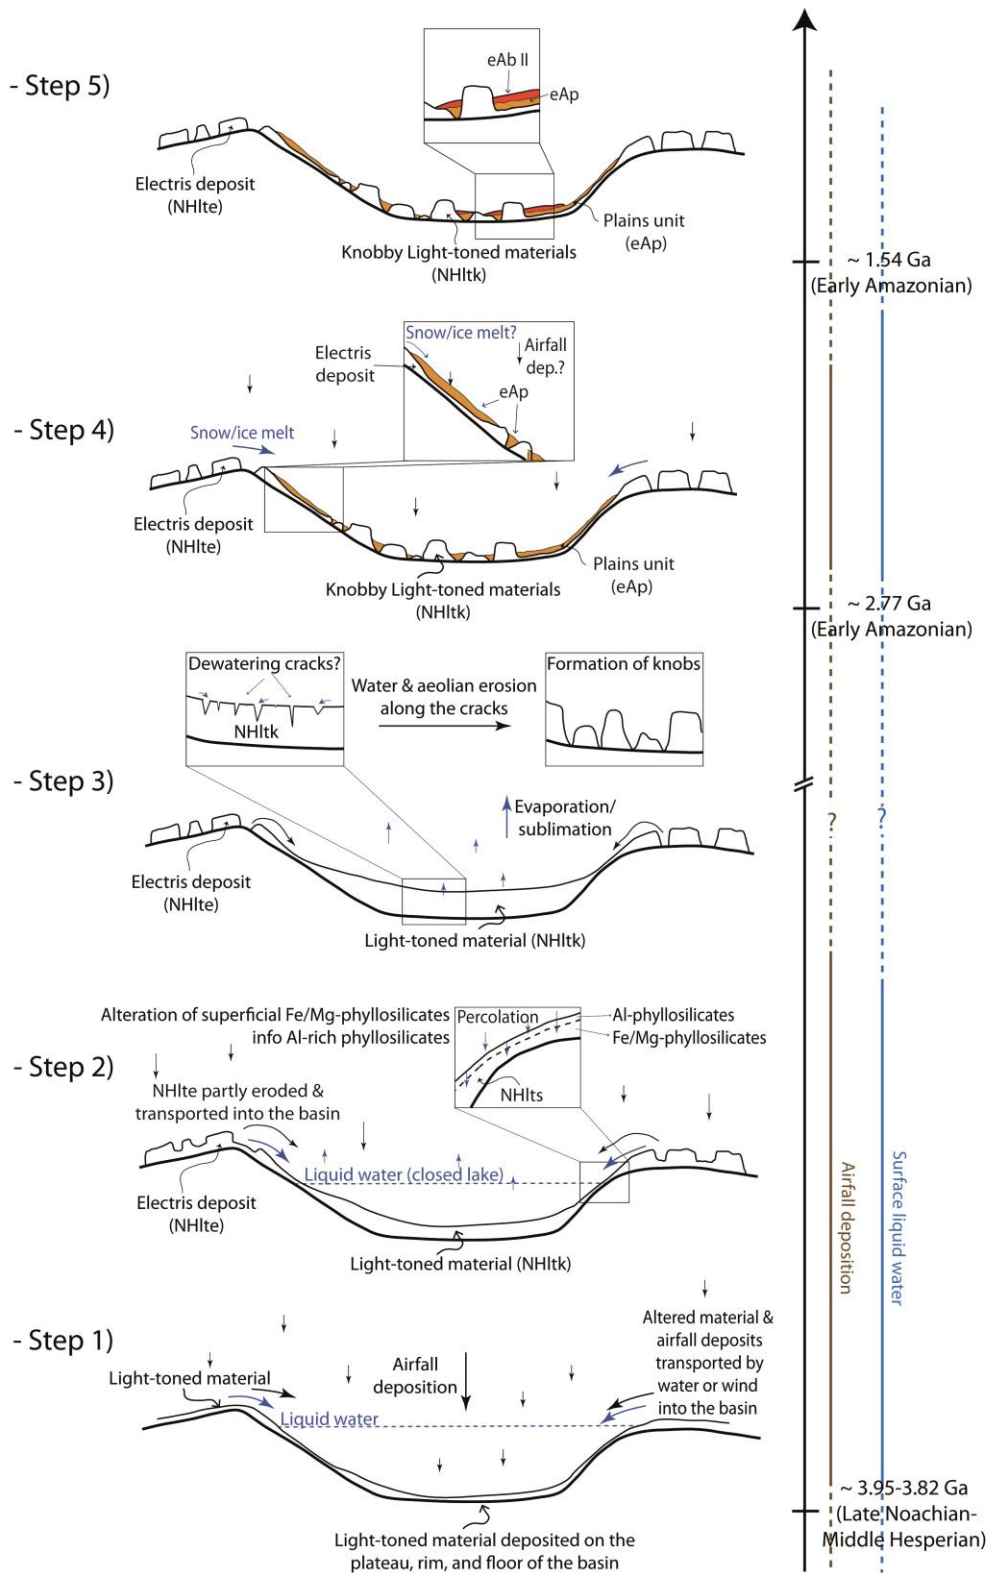 - Step 5)
eAb II
eAp
Electris deposit
(NHlte)
Plains unit
(eAp)
Knobby Light-toned materials
(NHltk)
~ 1.54 Ga
(Early Amazonian)
- Step 4)
Snow/ice melt?
Electris
deposit
Airfall
dep.?
eAp
Snow/ice melt
Electris deposit
(NHlte)
Plains unit
(eAp)
Knobby Light-toned materials
(NHltk)
~ 2.77 Ga
(Early Amazonian)
- Step 3)
Dewatering cracks?
NHltk
Water & aeolian erosion
along the cracks
Formation of knobs
Evaporation/
sublimation
Electris deposit
(NHlte)
Light-toned material (NHltk)
?
?
- Step 2)
Alteration of superficial Fe/Mg-phyllosilicates
info Al-rich phyllosilicates
Percolation
Al-phyllosilicates
Fe/Mg-phyllosilicates
NHlts
NHlte partly eroded &
transported into the basin
Liquid water (closed lake)
Electris deposit
(NHlte)
Light-toned material (NHltk)
Airfall deposition
Surface liquid water
- Step 1)
Light-toned material
Airfall
deposition
Altered material &
airfall deposits
transported by
water or wind
into the basin
Liquid water
Light-toned material deposited on the
plateau, rim, and floor of the basin
~ 3.95-3.82 Ga
(Late Noachian-
Middle Hesperian)